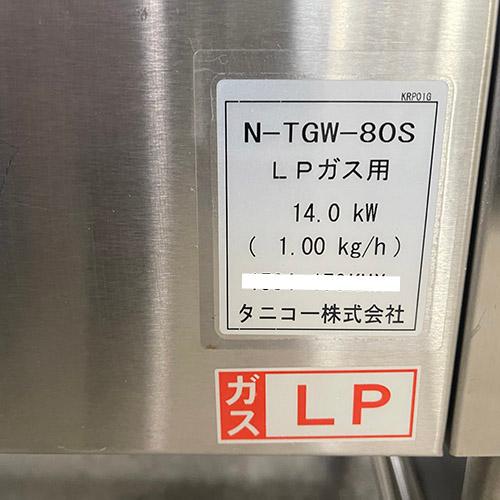 KRP01G
N-TGW-80S
LPガス用
14.0 kW
( 1.00 kg/h )
タニコー株式会社
ガス LP